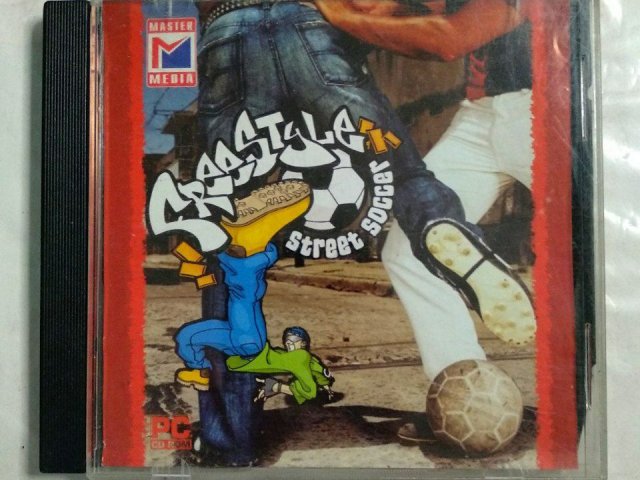 MASTER
MEDIA
FREESTYLE
street soccer
PC
CD-ROM